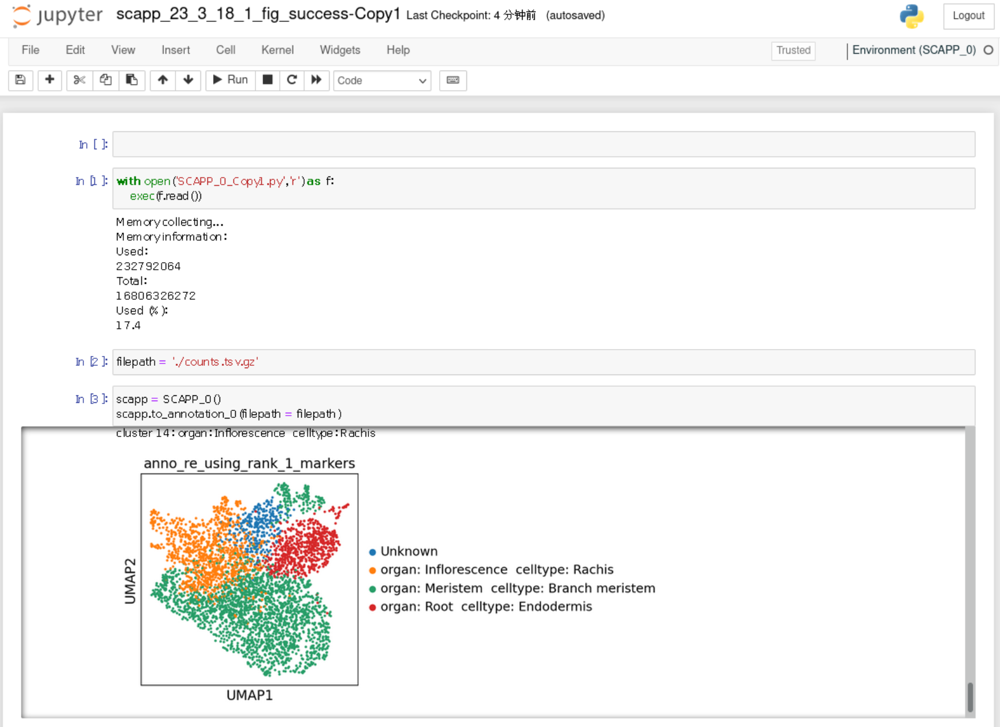 jupyter scapp_23_3_18_1_fig_success-Copy1 Last Checkpoint: 4 分钟前 (autosaved) Logout
File Edit View Insert Cell Kernel Widgets Help Trusted Environment (SCAPP_0)
Run Code
In [ ]:
In [1]: with open('SCAPP_0_Copy1.py','r')as f:
exec(f.read())
Memory collecting...
Memory information:
Used:
232792064
Total:
16806326272
Used (%):
17.4
In [2]: filepath = './counts.tsv.gz'
In [3]: scapp = SCAPP_0()
scapp.to_annotation_0(filepath = filepath)
cluster 14: organ: Inflorescence celltype: Rachis
anno_re_using_rank_1_markers
UMAP2
Unknown
organ: Inflorescence celltype: Rachis
organ: Meristem celltype: Branch meristem
organ: Root celltype: Endodermis
UMAP1